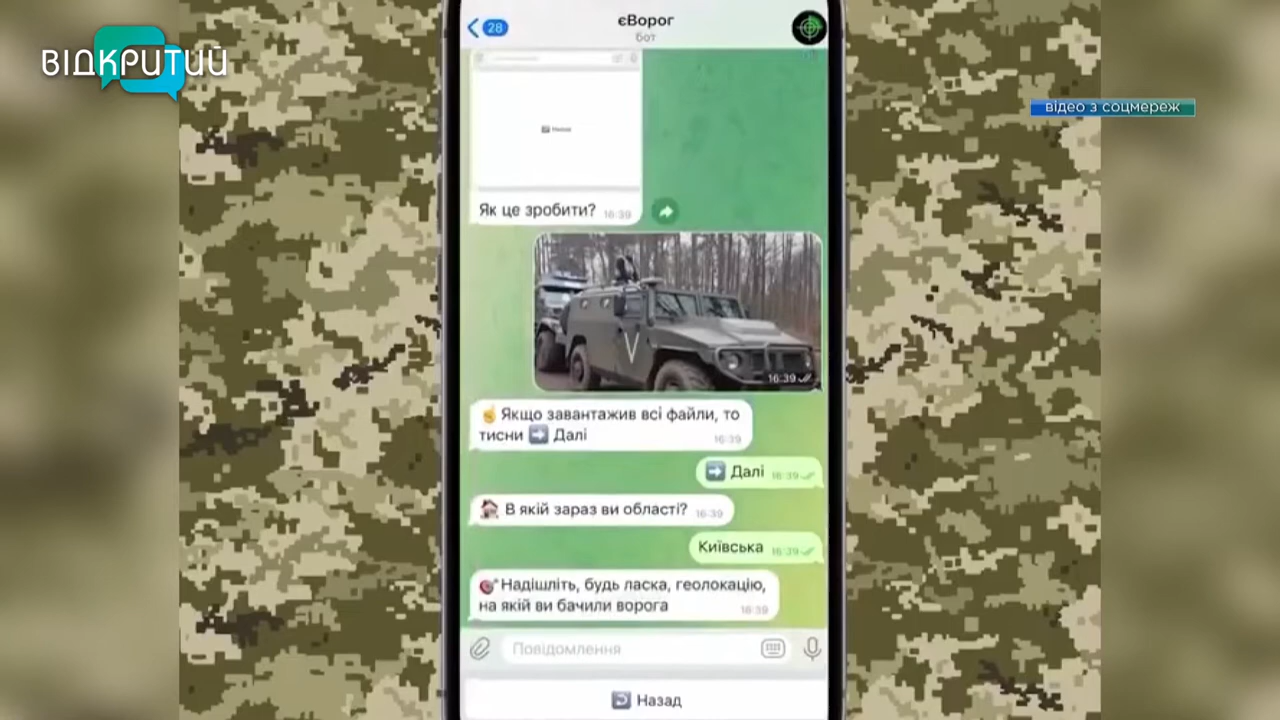 ВІДКРИТИЙ
відео з соцмереж
28
єВорог
бот
Як це зробити? 16:39
V
16:39
☝️Якщо завантажив всі файли, то
тисни ➡️ Далі
16:39
➡️ Далі 16:39
🏠 В якій зараз ви області? 16:39
Київська 16:39
🎯 Надішліть, будь ласка, геолокацію,
на якій ви бачили ворога
16:39
Повідомлення
Назад